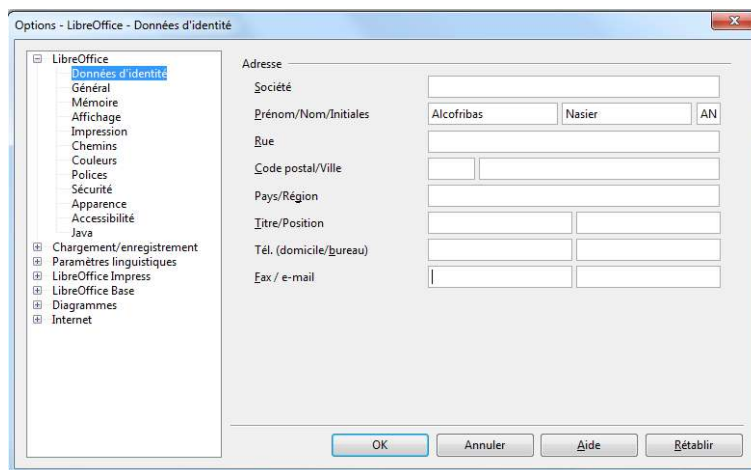 Options - LibreOffice - Données d'identité
LibreOffice
Données d'identité
Général
Mémoire
Affichage
Impression
Chemins
Couleurs
Polices
Sécurité
Apparence
Accessibilité
Java
Chargement/enregistrement
Paramètres linguistiques
LibreOffice Impress
LibreOffice Base
Diagrammes
Internet
Adresse
Société
Prénom/Nom/Initiales Alcofribas Nasier AN
Rue
Code postal/Ville
Pays/Région
Titre/Position
Tél. (domicile/bureau)
Fax / e-mail
OK Annuler Aide Rétablir